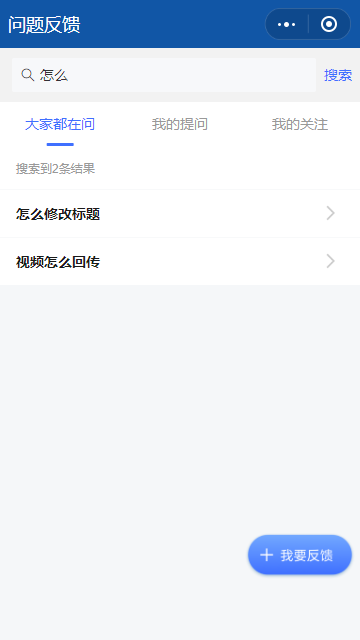 问题反馈
怎么
搜索
大家都在问
我的提问
我的关注
搜索到2条结果
怎么修改标题
视频怎么回传
我要反馈